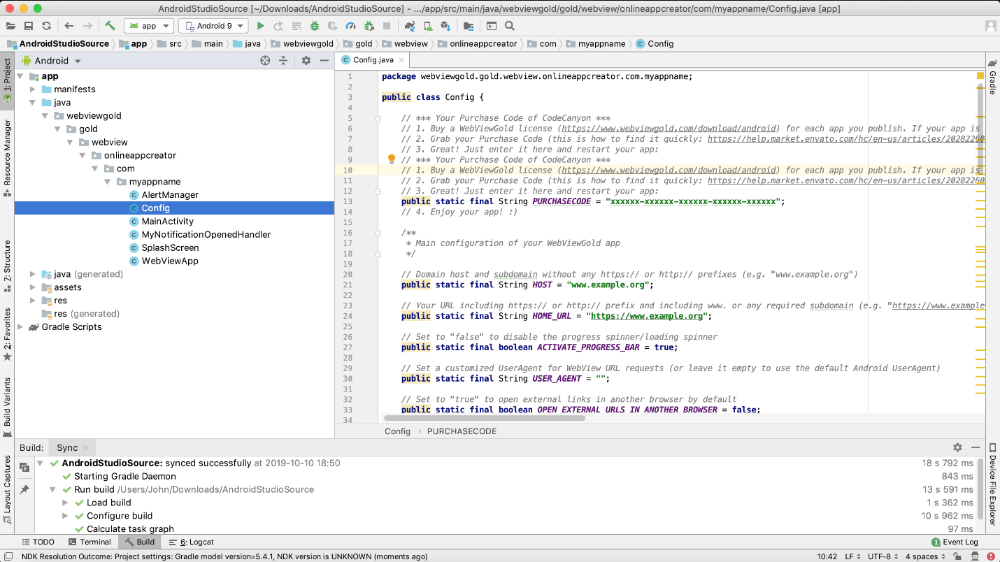 AndroidStudioSource [~/Downloads/AndroidStudioSource] - .../app/src/main/java/webviewgold/gold/webview/onlineappcreator/com/myappname/Config.java [app]
app
Android 9
AndroidStudioSource app src main java webviewgold gold webview onlineappcreator com myappname Config
1: Project
Resource Manager
Z: Structure
2: Favorites
Build Variants
Layout Captures
Android
app
manifests
java
webviewgold
gold
webview
onlineappcreator
com
myappname
AlertManager
Config
MainActivity
MyNotificationOpenedHandler
SplashScreen
WebViewApp
java (generated)
assets
res
res (generated)
Gradle Scripts
Config.java
1 package webviewgold.gold.webview.onlineappcreator.com.myappname;
2
3 public class Config {
4
5 // *** Your Purchase Code of CodeCanyon ***
6 // 1. Buy a WebViewGold license (https://www.webviewgold.com/download/android) for each app you publish. If your app is
7 // 2. Grab your Purchase Code (this is how to find it quickly: https://help.market.envato.com/hc/en-us/articles/20282260
8 // 3. Great! Just enter it here and restart your app:
9 // *** Your Purchase Code of CodeCanyon ***
10 // 1. Buy a WebViewGold license (https://www.webviewgold.com/download/android) for each app you publish. If your app is
11 // 2. Grab your Purchase Code (this is how to find it quickly: https://help.market.envato.com/hc/en-us/articles/20282260
12 // 3. Great! Just enter it here and restart your app:
13 public static final String PURCHASECODE = "xxxxxx-xxxxxx-xxxxxx-xxxxxx-xxxxxx";
14 // 4. Enjoy your app! :)
15
16 /**
17 * Main configuration of your WebViewGold app
18 */
19
20 // Domain host and subdomain without any https:// or http:// prefixes (e.g. "www.example.org")
21 public static final String HOST = "www.example.org";
22
23 // Your URL including https:// or http:// prefix and including www. or any required subdomain (e.g. "https://www.example
24 public static final String HOME_URL = "https://www.example.org";
25
26 // Set to "false" to disable the progress spinner/loading spinner
27 public static final boolean ACTIVATE_PROGRESS_BAR = true;
28
29 // Set a customized UserAgent for WebView URL requests (or leave it empty to use the default Android UserAgent)
30 public static final String USER_AGENT = "";
31
32 // Set to "true" to open external links in another browser by default
33 public static final boolean OPEN_EXTERNAL_URLS_IN_ANOTHER_BROWSER = false;
34
Config › PURCHASECODE
Gradle
Device File Explorer
Build: Sync
AndroidStudioSource: synced successfully at 2019-10-10 18:50 18 s 792 ms
Starting Gradle Daemon 843 ms
Run build /Users/John/Downloads/AndroidStudioSource 13 s 591 ms
Load build 1 s 362 ms
Configure build 10 s 962 ms
Calculate task graph 97 ms
TODO Terminal Build 6: Logcat 1 Event Log
NDK Resolution Outcome: Project settings: Gradle model version=5.4.1, NDK version is UNKNOWN (moments ago) 10:42 LF UTF-8 4 spaces